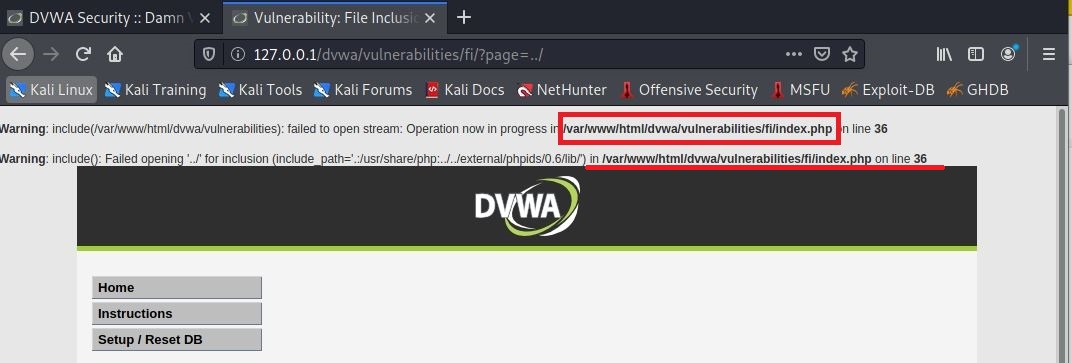 DVWA Security :: Damn V
Vulnerability: File Inclusio
127.0.0.1/dvwa/vulnerabilities/fi/?page=../
Kali Linux Kali Training Kali Tools Kali Forums Kali Docs NetHunter Offensive Security MSFU Exploit-DB GHDB
Warning: include(/var/www/html/dvwa/vulnerabilities): failed to open stream: Operation now in progress in /var/www/html/dvwa/vulnerabilities/fi/index.php on line 36
Warning: include(): Failed opening '../' for inclusion (include_path='.:/usr/share/php:../../external/phpids/0.6/lib/') in /var/www/html/dvwa/vulnerabilities/fi/index.php on line 36
DVWA
Home
Instructions
Setup / Reset DB